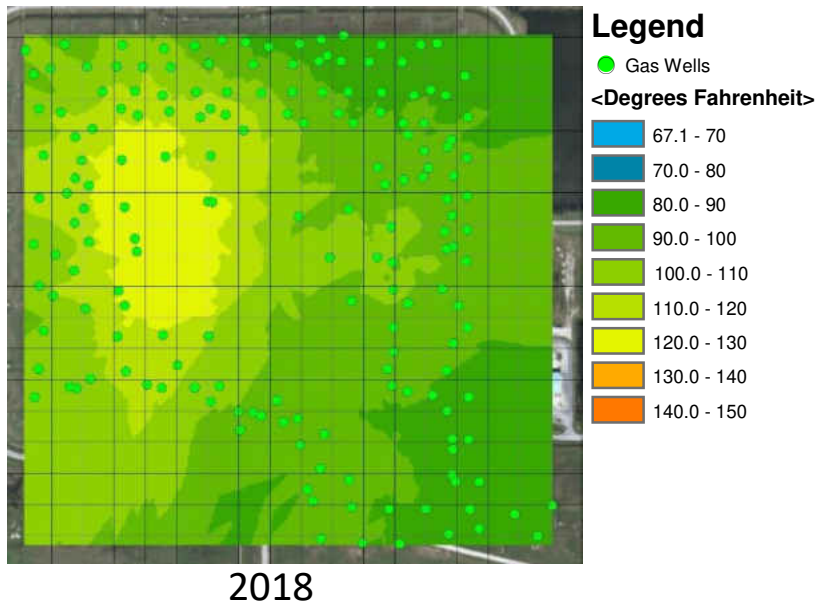 Legend
Gas Wells
<Degrees Fahrenheit>
67.1 - 70
70.0 - 80
80.0 - 90
90.0 - 100
100.0 - 110
110.0 - 120
120.0 - 130
130.0 - 140
140.0 - 150
2018